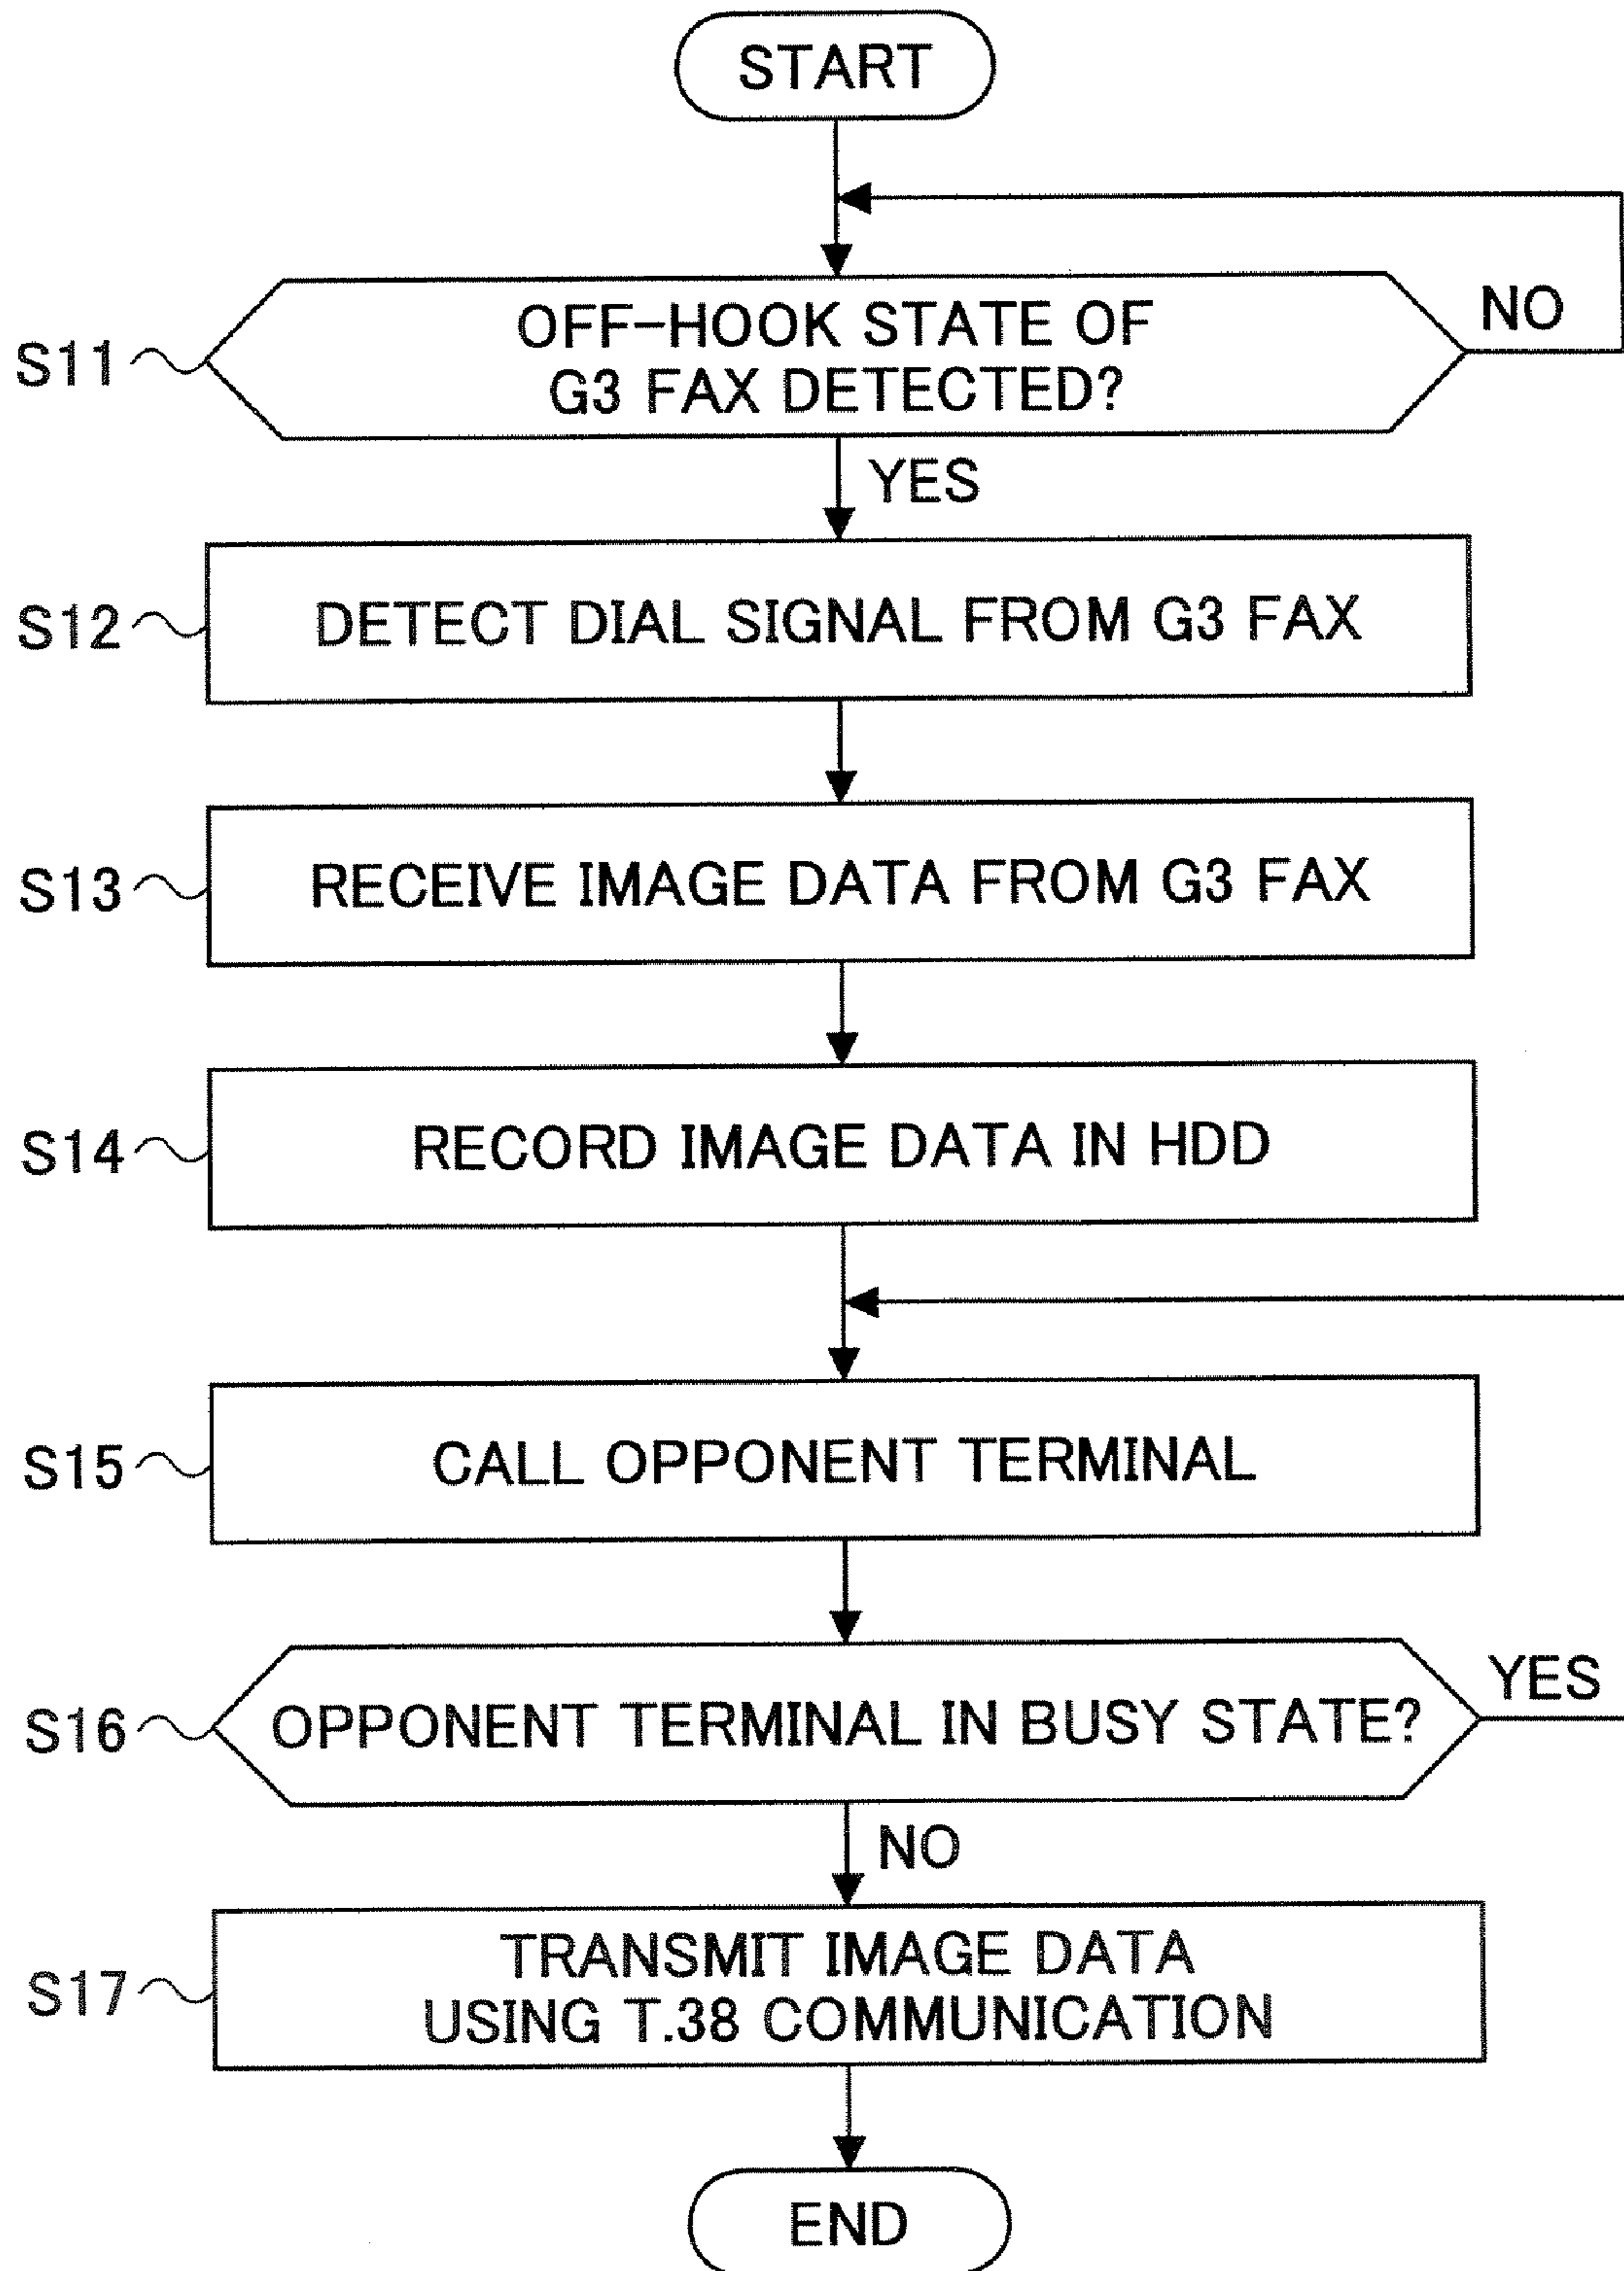 START
S11
OFF-HOOK STATE OF
G3 FAX DETECTED?
NO
YES
S12
DETECT DIAL SIGNAL FROM G3 FAX
S13
RECEIVE IMAGE DATA FROM G3 FAX
S14
RECORD IMAGE DATA IN HDD
S15
CALL OPPONENT TERMINAL
S16
OPPONENT TERMINAL IN BUSY STATE?
YES
NO
S17
TRANSMIT IMAGE DATA
USING T.38 COMMUNICATION
END